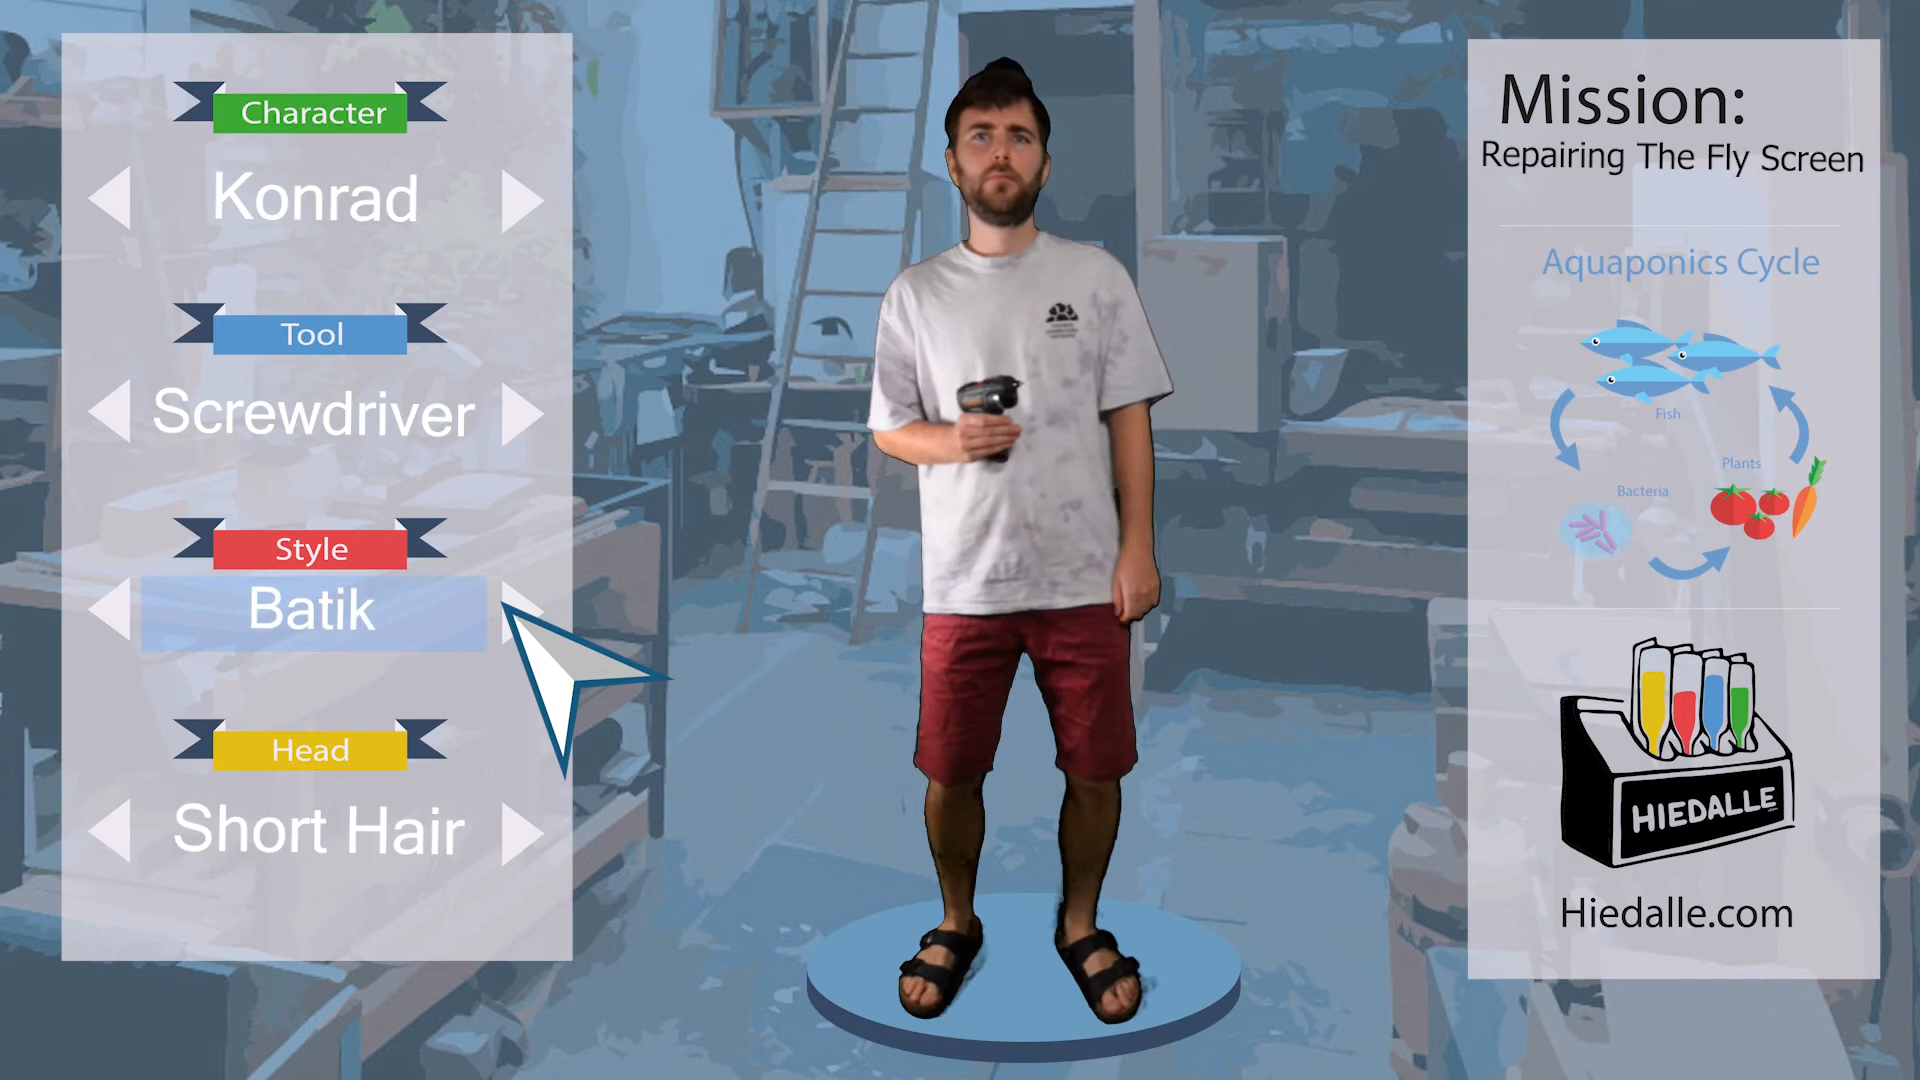 Character
Konrad
Tool
Screwdriver
Style
Batik
Head
Short Hair
Mission:
Repairing The Fly Screen
Aquaponics Cycle
Fish
Plants
Bacteria
HIEDALLE
Hiedalle.com